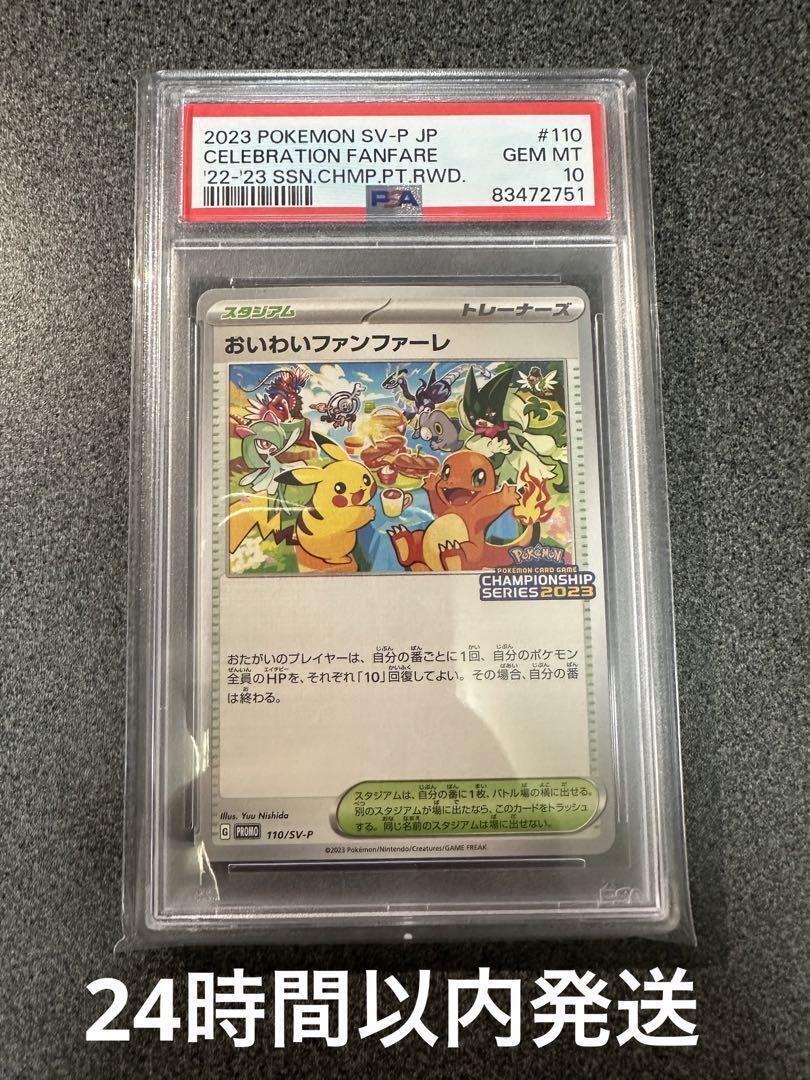 2023 POKEMON SV-P JP #110
CELEBRATION FANFARE GEM MT
'22-'23 SSN.CHMP.PT.RWD. 10
PSA 83472751
スタジアム トレーナーズ
おいわいファンファーレ
Pokémon
POKÉMON CARD GAME
CHAMPIONSHIP
SERIES 2023
おたがいのプレイヤーは、自分の番ごとに1回、自分のポケモン
全員のHPを、それぞれ「10」回復してよい。その場合、自分の番
は終わる。
スタジアムは、自分の番に1枚、バトル場の横に出せる。
別のスタジアムが場に出たなら、このカードをトラッシュ
する。同じ名前のスタジアムは場に出せない。
Illus. Yuu Nishida
G PROMO 110/SV-P
©2023 Pokémon/Nintendo/Creatures/GAME FREAK
24時間以内発送